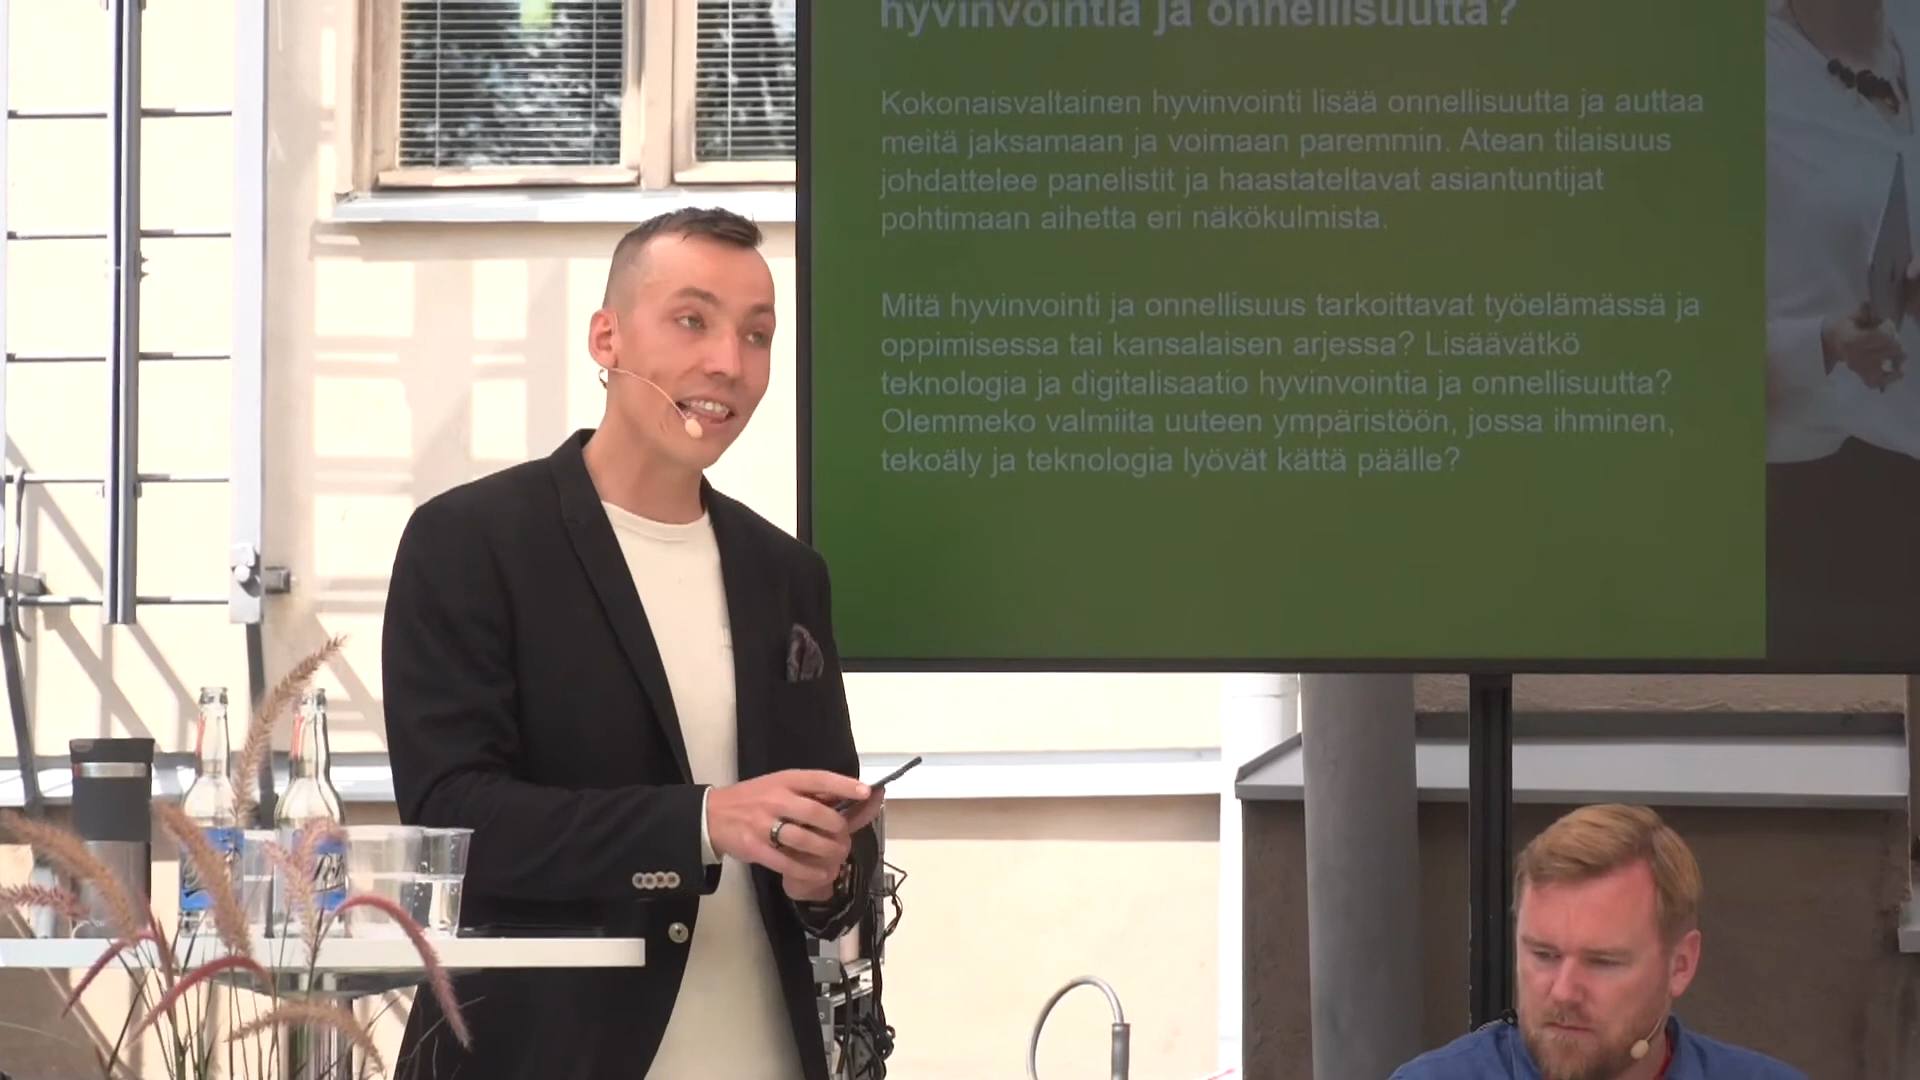 hyvinvointia ja onnellisuutta?
Kokonaisvaltainen hyvinvointi lisää onnellisuutta ja auttaa
meitä jaksamaan ja voimaan paremmin. Atean tilaisuus
johdattelee panelistit ja haastateltavat asiantuntijat
pohtimaan aihetta eri näkökulmista.
Mitä hyvinvointi ja onnellisuus tarkoittavat työelämässä ja
oppimisessa tai kansalaisen arjessa? Lisäävätkö
teknologia ja digitalisaatio hyvinvointia ja onnellisuutta?
Olemmeko valmiita uuteen ympäristöön, jossa ihminen,
tekoäly ja teknologia lyövät kättä päälle?